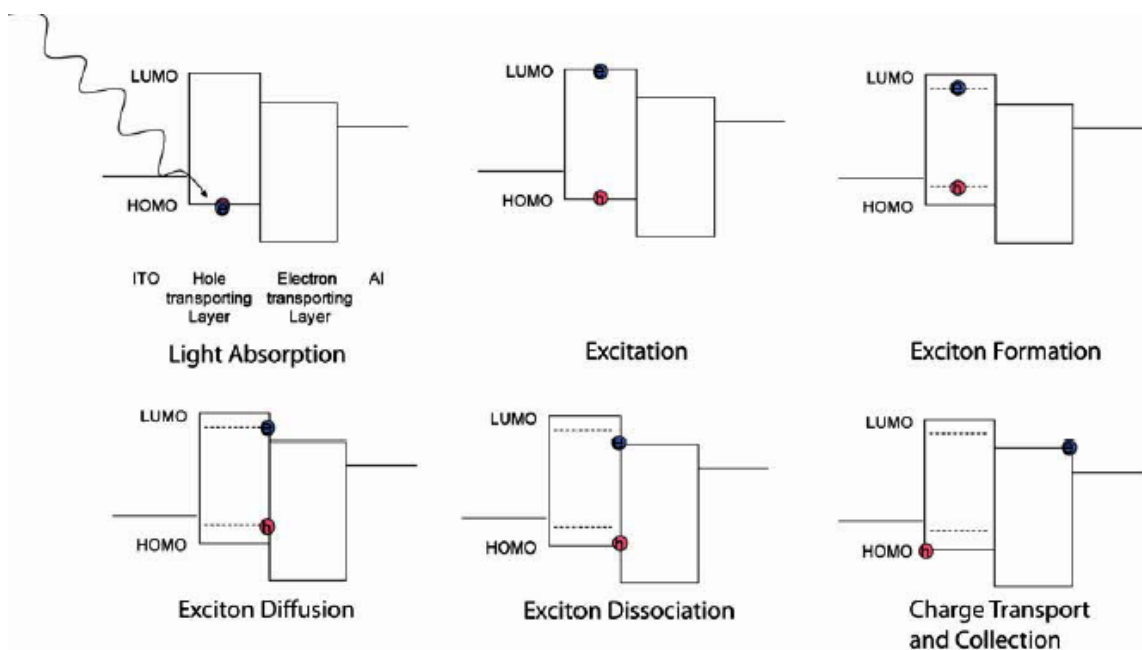 LUMO
HOMO
e
ITO Hole transporting Layer Electron transporting Layer Al
Light Absorption
LUMO
e
h
HOMO
Excitation
LUMO
e
h
HOMO
Exciton Formation
LUMO
e
h
HOMO
Exciton Diffusion
LUMO
e
h
HOMO
Exciton Dissociation
LUMO
e
HOMO
h
Charge Transport
and Collection